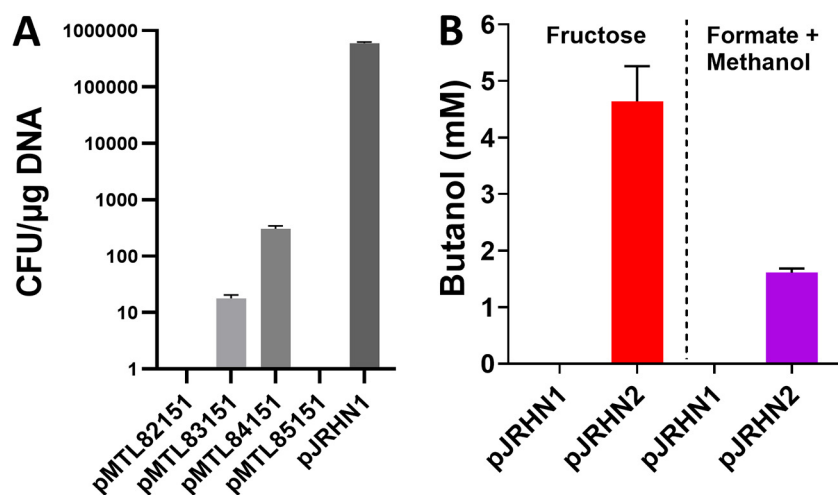 A
CFU/µg DNA
1000000
100000
10000
1000
100
10
1
pMTL82151
pMTL83151
pMTL84151
pMTL85151
pJRHN1
B
Butanol (mM)
Fructose
Formate +
Methanol
6
5
4
3
2
1
0
pJRHN1
pJRHN2
pJRHN1
pJRHN2